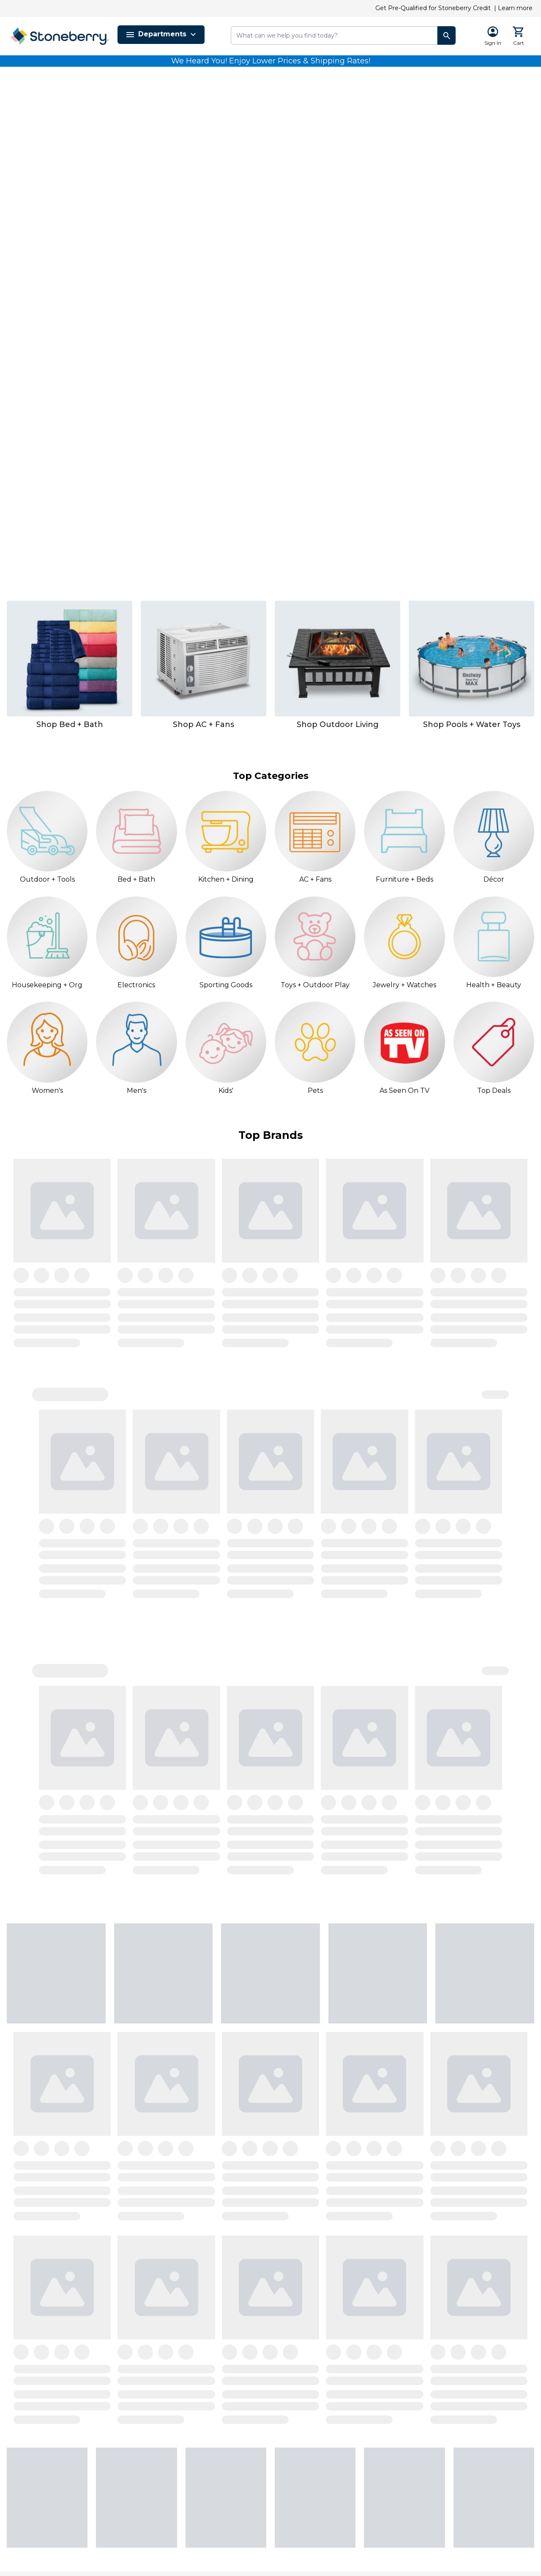 Get Pre-Qualified for Stoneberry Credit | Learn more
Stoneberry
Departments
What can we help you find today?
Sign In
Cart
We Heard You! Enjoy Lower Prices & Shipping Rates!
Bestway
Steel Pro
MAX
Shop Bed + Bath
Shop AC + Fans
Shop Outdoor Living
Shop Pools + Water Toys
Top Categories
Outdoor + Tools
Bed + Bath
Kitchen + Dining
AC + Fans
Furniture + Beds
Décor
Housekeeping + Org
Electronics
Sporting Goods
Toys + Outdoor Play
Jewelry + Watches
Health + Beauty
AS SEEN ON
TV
Women's
Men's
Kids'
Pets
As Seen On TV
Top Deals
Top Brands